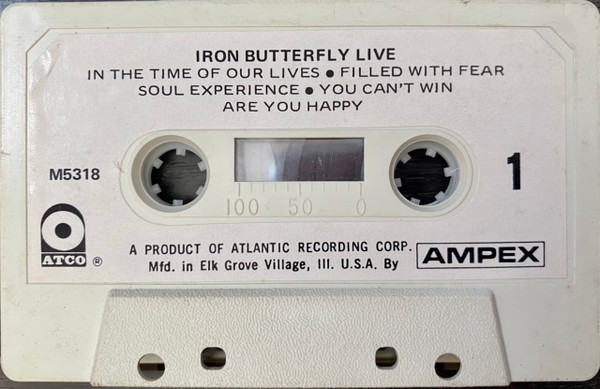 IRON BUTTERFLY LIVE
IN THE TIME OF OUR LIVES ● FILLED WITH FEAR
SOUL EXPERIENCE ● YOU CAN'T WIN
ARE YOU HAPPY
M5318
1
100 50 0
ATCO ®
A PRODUCT OF ATLANTIC RECORDING CORP.
Mfd. in Elk Grove Village, Ill. U.S.A. By
AMPEX